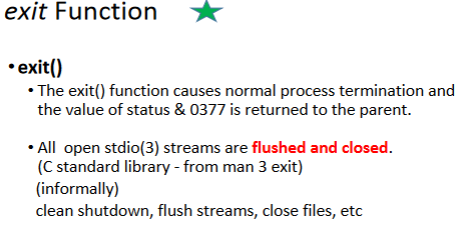 exit Function
• exit()
• The exit() function causes normal process termination and
the value of status & 0377 is returned to the parent.
• All open stdio(3) streams are flushed and closed.
(C standard library - from man 3 exit)
(informally)
clean shutdown, flush streams, close files, etc